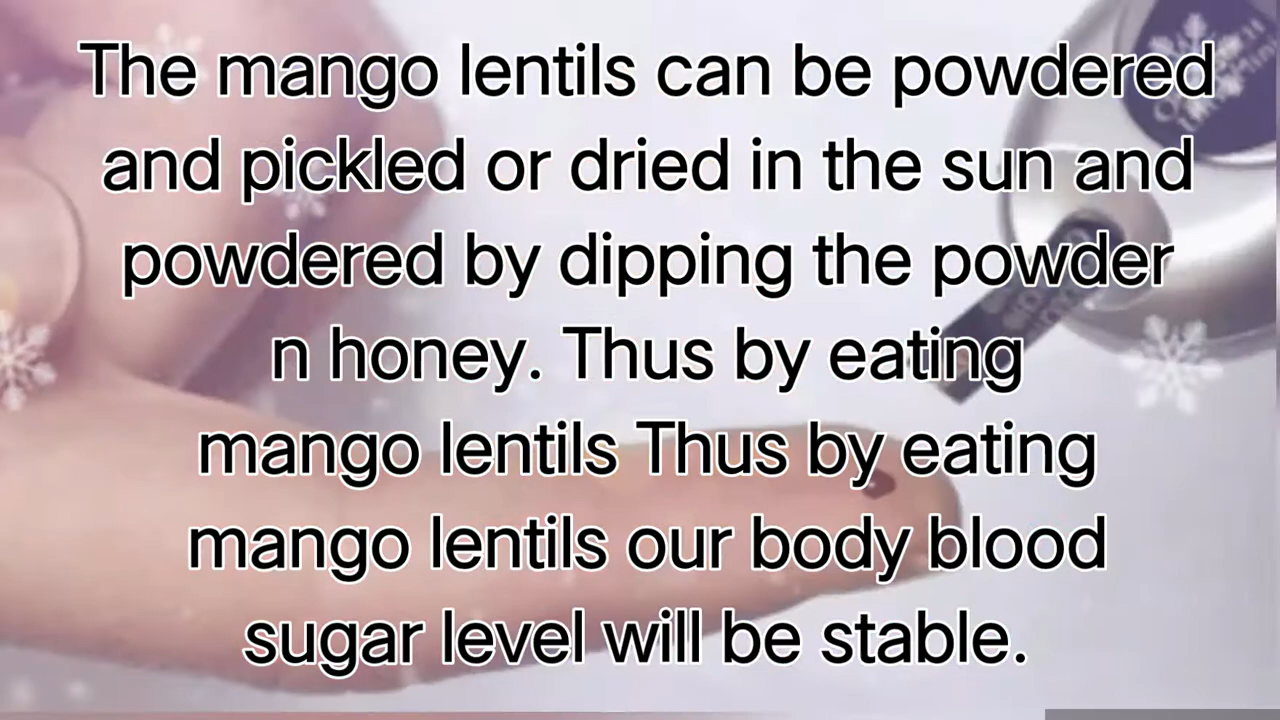 The mango lentils can be powdered
and pickled or dried in the sun and
powdered by dipping the powder
n honey. Thus by eating
mango lentils Thus by eating
mango lentils our body blood
sugar level will be stable.